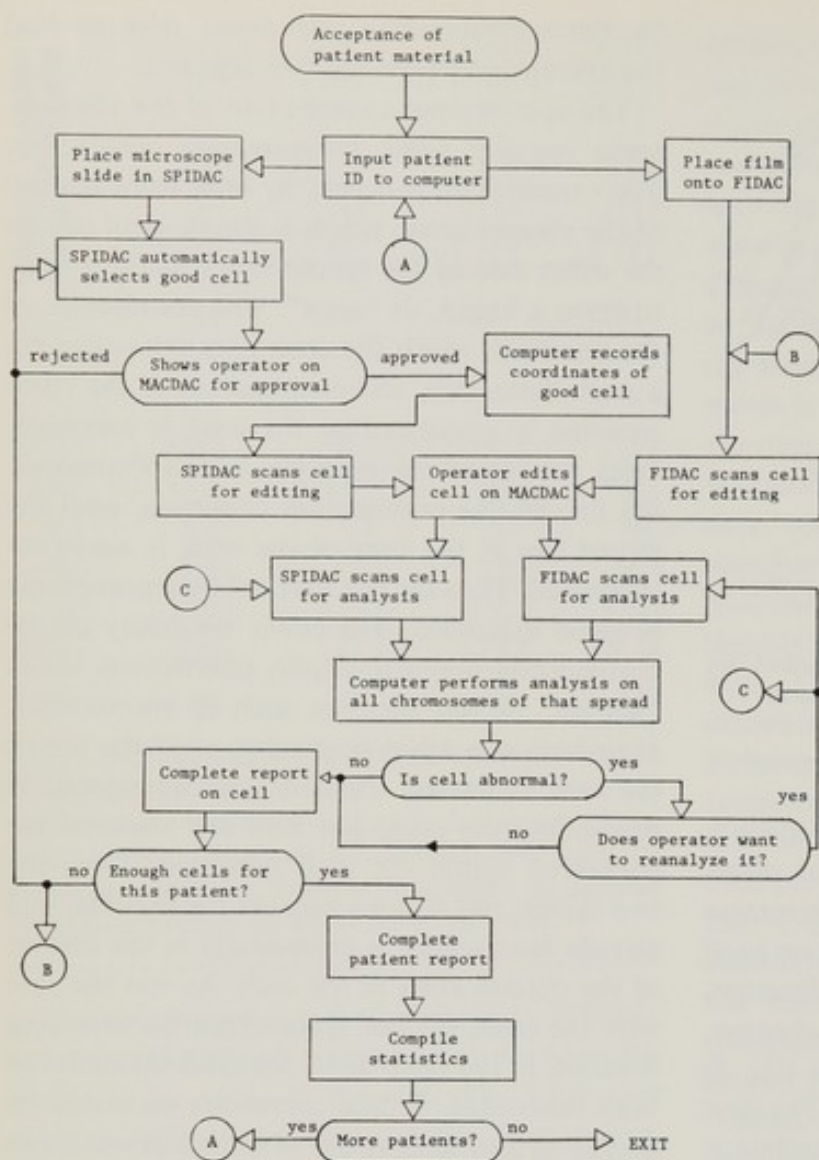 Acceptance of
patient material
Place microscope
slide in SPIDAC
Input patient
ID to computer
Place film
onto FIDAC
A
SPIDAC automatically
selects good cell
rejected
Shows operator on
MACDAC for approval
approved
Computer records
coordinates of
good cell
B
SPIDAC scans cell
for editing
Operator edits
cell on MACDAC
FIDAC scans cell
for editing
C
SPIDAC scans cell
for analysis
FIDAC scans cell
for analysis
Computer performs analysis on
all chromosomes of that spread
C
Complete report
on cell
no
Is cell abnormal?
yes
yes
no
Does operator want
to reanalyze it?
no
Enough cells for
this patient?
yes
B
Complete
patient report
Compile
statistics
A
yes
More patients?
no
EXIT